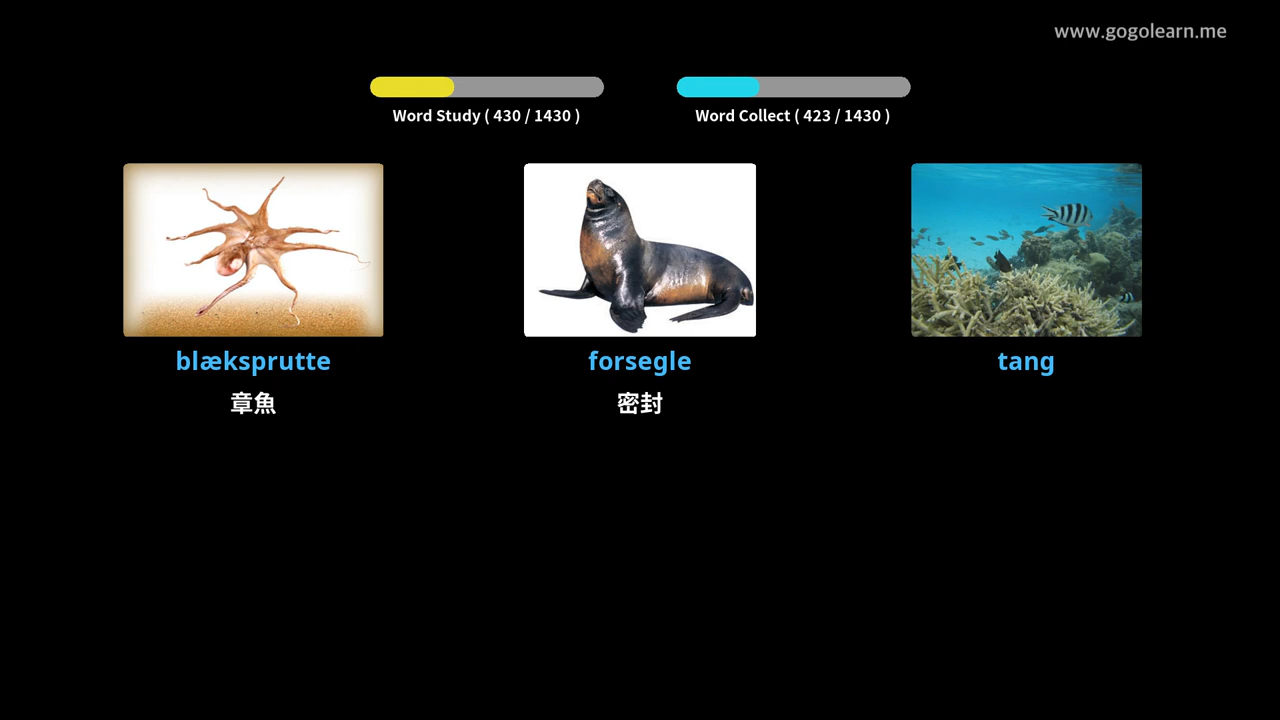 www.gogolearn.me
Word Study ( 430 / 1430 )
Word Collect ( 423 / 1430 )
blæksprutte
forsegle
tang
章魚
密封